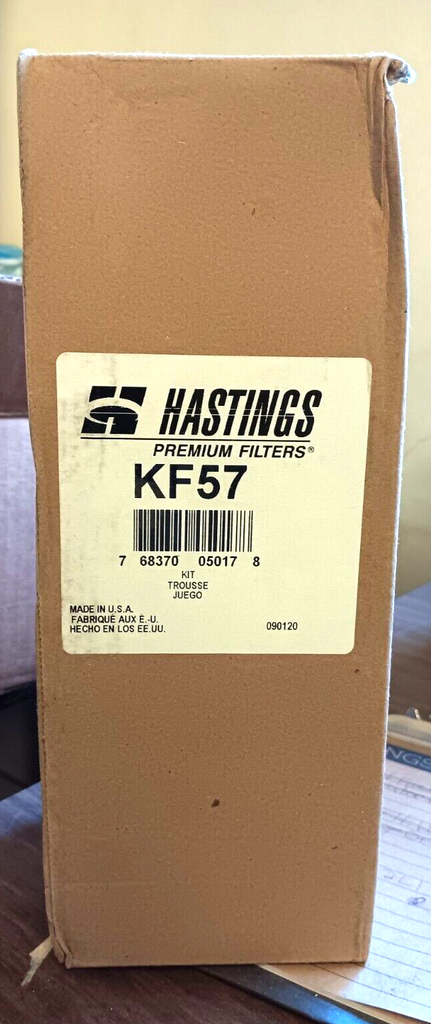 HASTINGS
PREMIUM FILTERS®
KF57
7 68370 05017 8
KIT
TROUSSE
JUEGO
MADE IN U.S.A.
FABRIQUÉ AUX É.-U.
HECHO EN LOS EE.UU.
090120
NGS